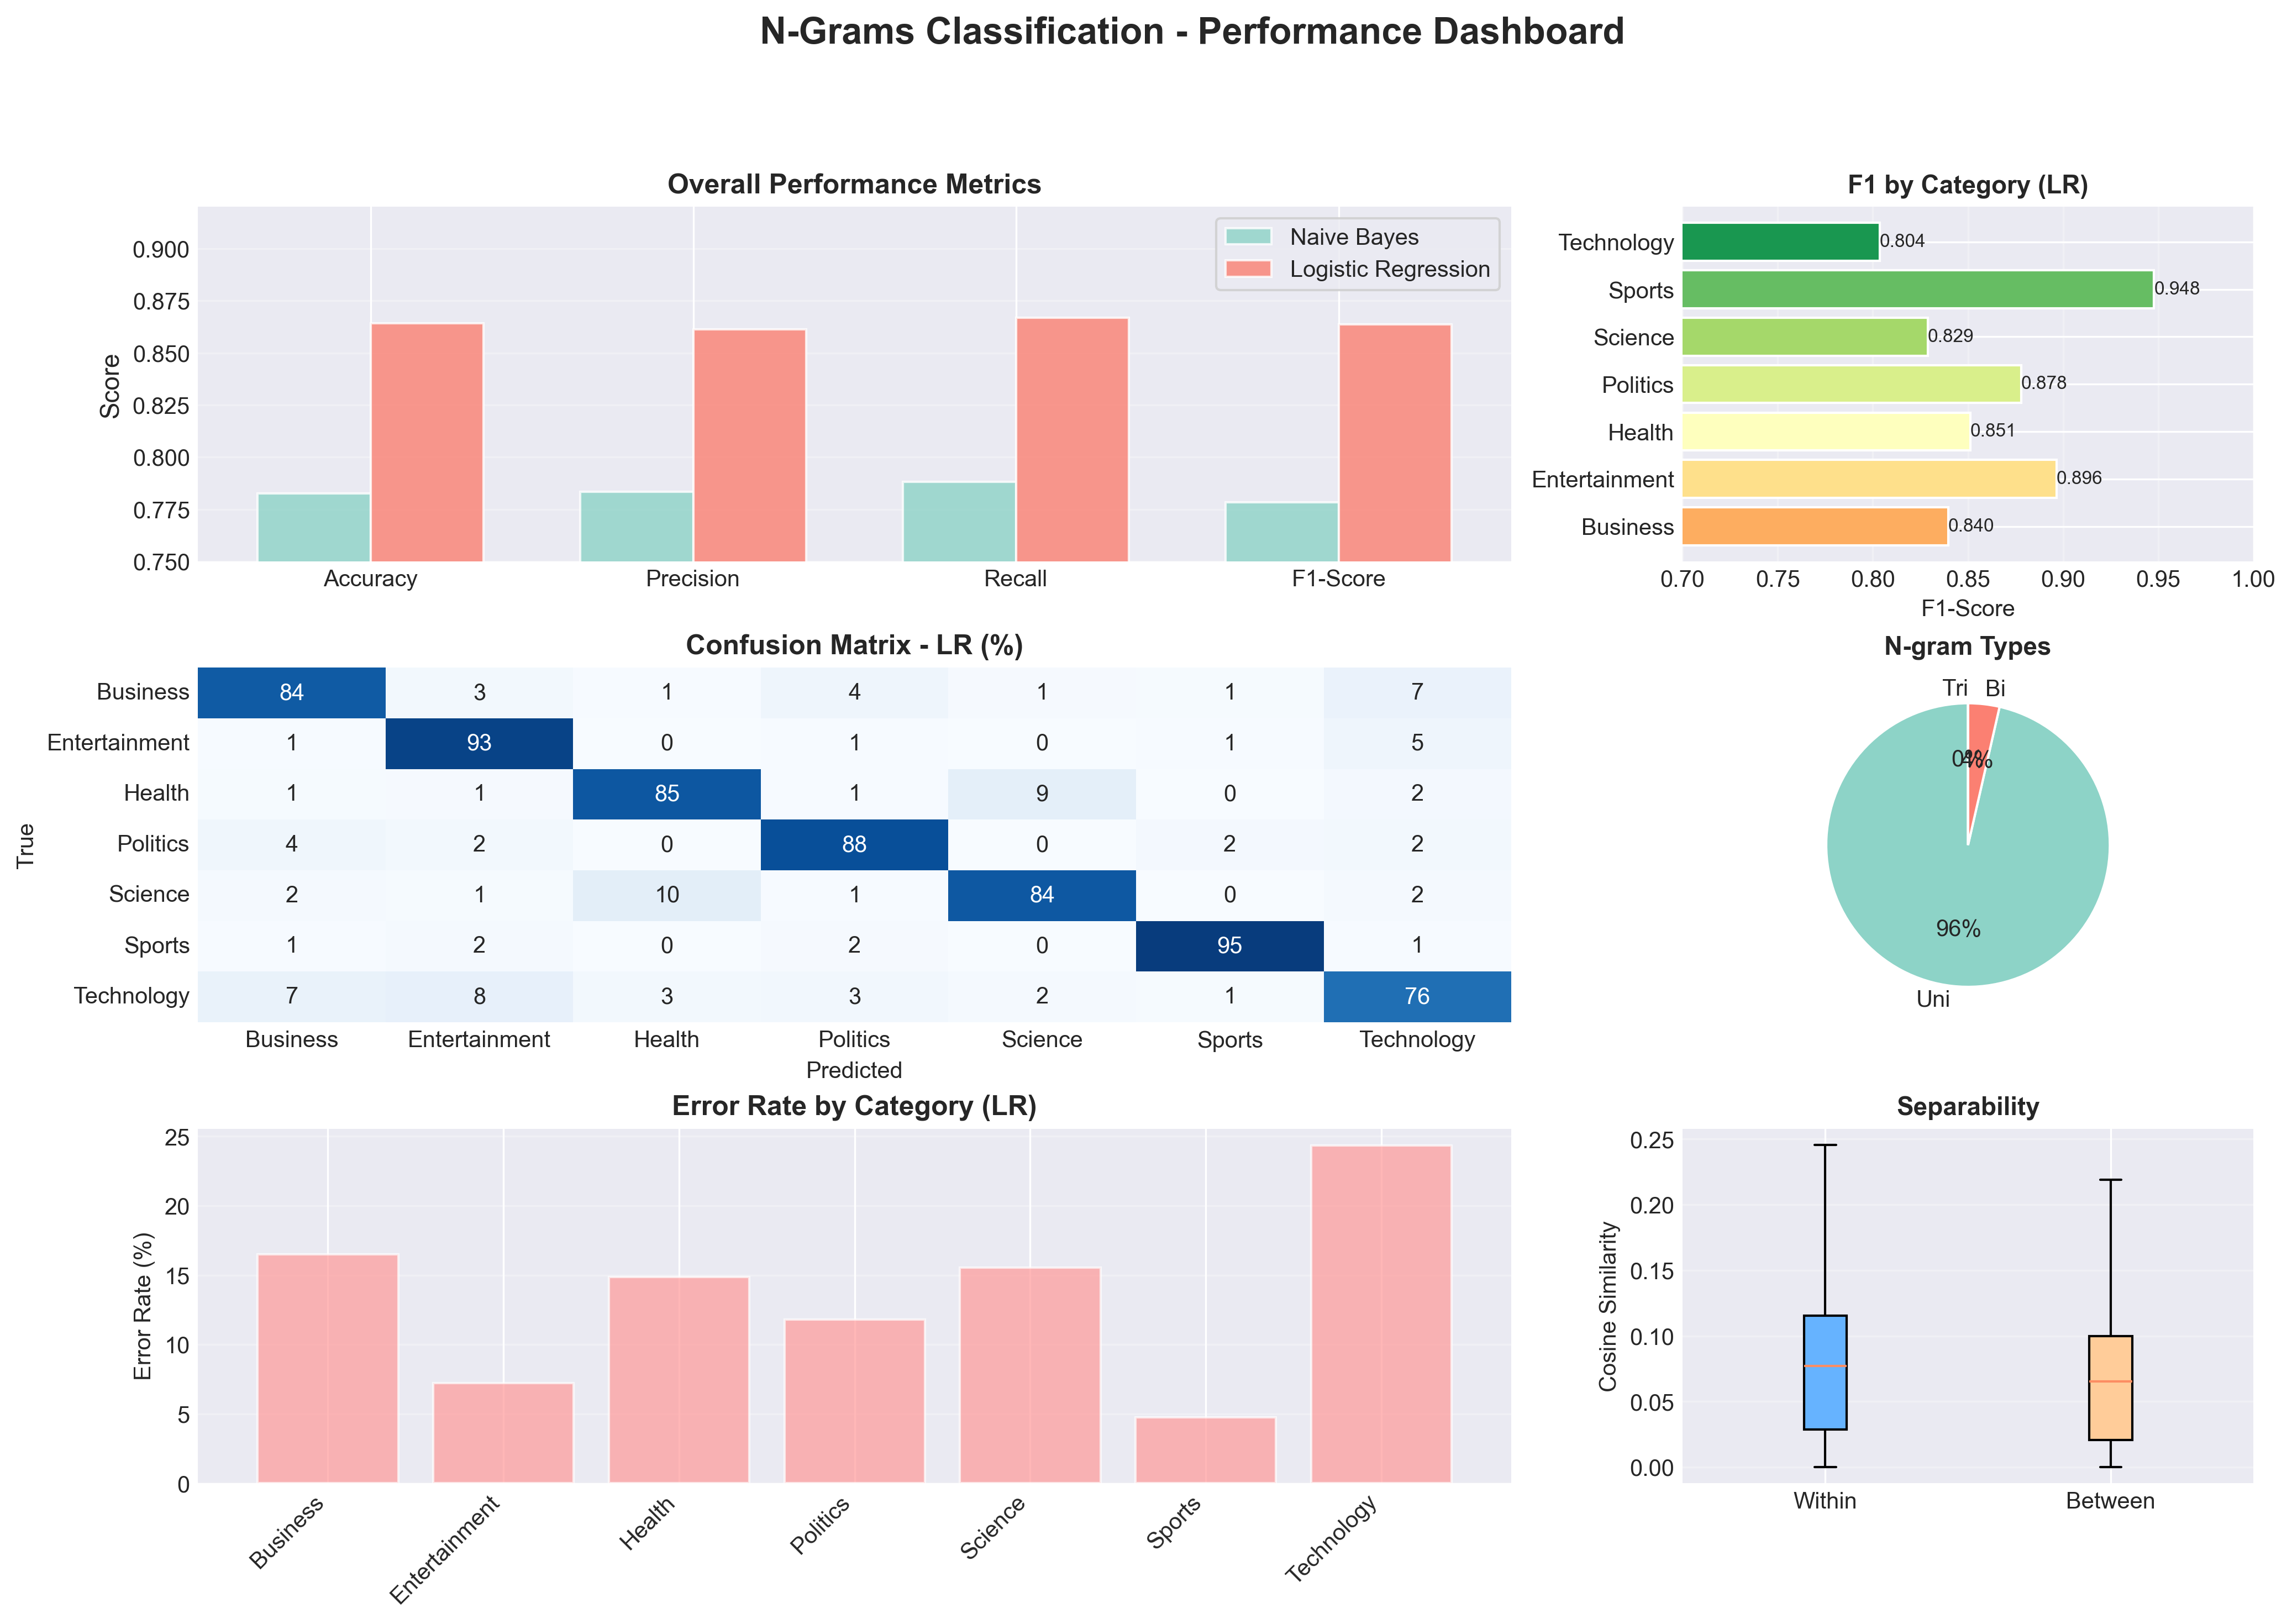 N-Grams Classification - Performance Dashboard
Overall Performance Metrics
Naive Bayes
Logistic Regression
Score
0.900
0.875
0.850
0.825
0.800
0.775
0.750
Accuracy Precision Recall F1-Score
F1 by Category (LR)
Technology 0.804
Sports 0.948
Science 0.829
Politics 0.878
Health 0.851
Entertainment 0.896
Business 0.840
0.70 0.75 0.80 0.85 0.90 0.95 1.00
F1-Score
Confusion Matrix - LR (%)
True
Business 84 3 1 4 1 1 7
Entertainment 1 93 0 1 0 1 5
Health 1 1 85 1 9 0 2
Politics 4 2 0 88 0 2 2
Science 2 1 10 1 84 0 2
Sports 1 2 0 2 0 95 1
Technology 7 8 3 3 2 1 76
Business Entertainment Health Politics Science Sports Technology
Predicted
N-gram Types
Tri Bi
0% 4%
96%
Uni
Error Rate by Category (LR)
Error Rate (%)
25
20
15
10
5
0
Business Entertainment Health Politics Science Sports Technology
Separability
Cosine Similarity
0.25
0.20
0.15
0.10
0.05
0.00
Within Between